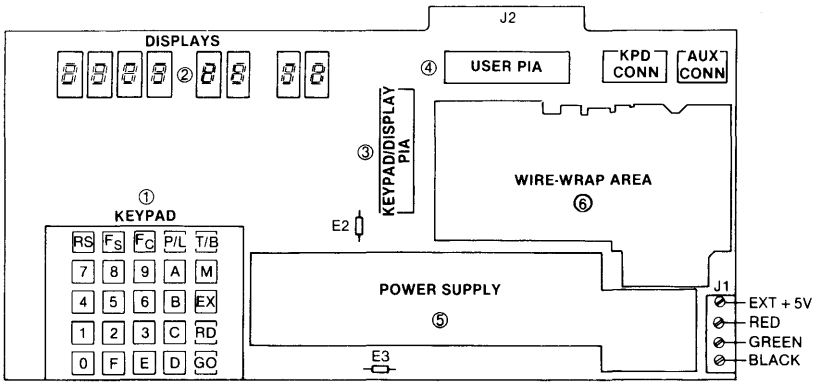 J2
DISPLAYS
②
④
USER PIA
KPD
CONN
AUX
CONN
③
KEYPAD/DISPLAY
PIA
WIRE-WRAP AREA
⑥
①
KEYPAD
E2
RS FS FC P/L T/B
7 8 9 A M
4 5 6 B EX
1 2 3 C RD
0 F E D GO
POWER SUPPLY
⑤
E3
J1
EXT + 5V
RED
GREEN
BLACK